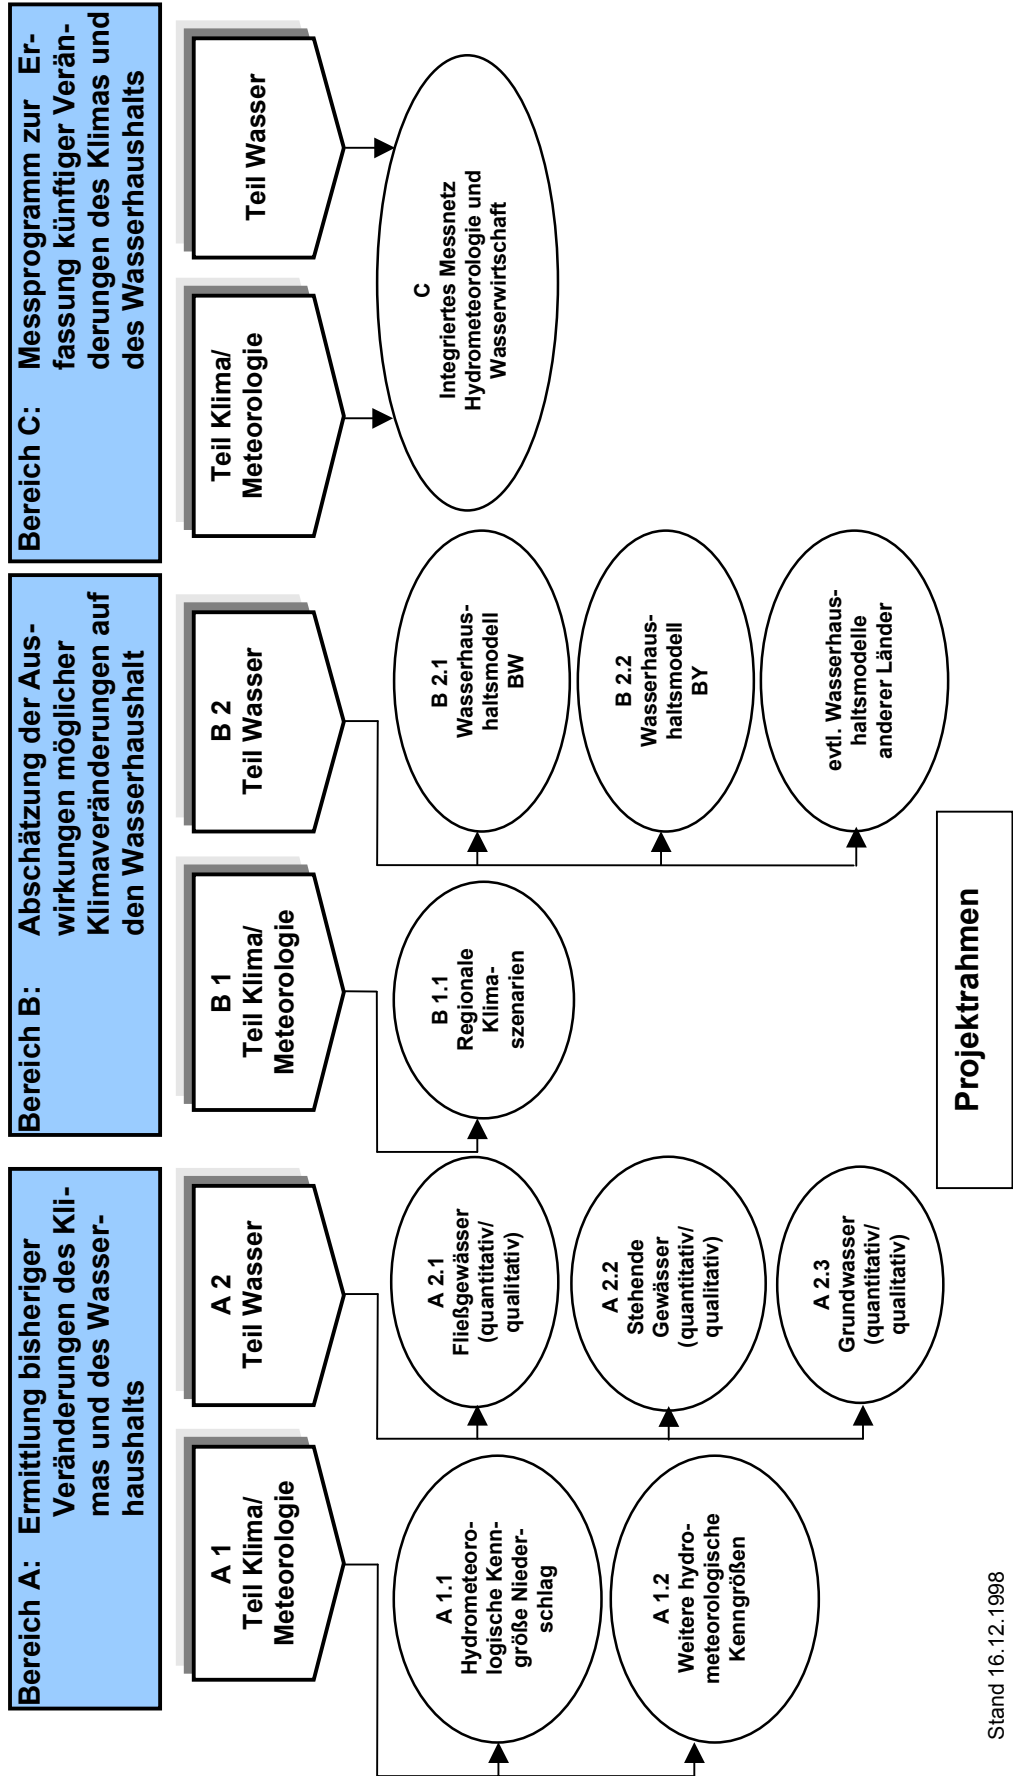 Bereich A: Ermittlung bisheriger
Veränderungen des Kli-
mas und des Wasser-
haushalts
Bereich B: Abschätzung der Aus-
wirkungen möglicher
Klimaveränderungen auf
den Wasserhaushalt
Bereich C: Messprogramm zur Er-
fassung künftiger Verän-
derungen des Klimas und
des Wasserhaushalts
A 1
Teil Klima/
Meteorologie
A 2
Teil Wasser
B 1
Teil Klima/
Meteorologie
B 2
Teil Wasser
Teil Klima/
Meteorologie
Teil Wasser
A 1.1
Hydrometeoro-
logische Kenn-
größe Nieder-
schlag
A 1.2
Weitere hydro-
meteorologische
Kenngrößen
A 2.1
Fließgewässer
(quantitativ/
qualitativ)
A 2.2
Stehende
Gewässer
(quantitativ/
qualitativ)
A 2.3
Grundwasser
(quantitativ/
qualitativ)
B 1.1
Regionale
Klima-
szenarien
B 2.1
Wasserhaus-
haltsmodell
BW
B 2.2
Wasserhaus-
haltsmodell
BY
evtl. Wasserhaus-
haltsmodelle
anderer Länder
C
Integriertes Messnetz
Hydrometeorologie und
Wasserwirtschaft
Projektrahmen
Stand 16.12.1998